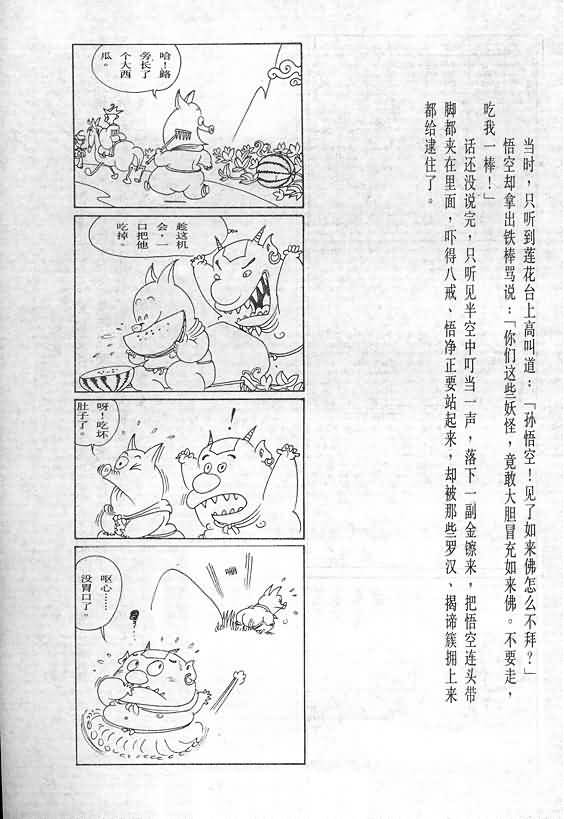 当时，只听到莲花台上高叫道：「孙悟空！见了如来佛怎么不拜？」
悟空却拿出铁棒骂说：「你们这些妖怪，竟敢大胆冒充如来佛。不要走，
吃我一棒！」
话还没说完，只听见半空中叮当一声，落下一副金镲来，把悟空连头带
脚都夹在里面，吓得八戒、悟净正要站起来，却被那些罗汉、揭谛簇拥上来
都给逮住了。
哈！路
旁长了
个大西
瓜。
趁这机
会，一
口把他
吃掉。
！
呀！吃坏
肚子了。
嘣
呕心……
没胃口了。